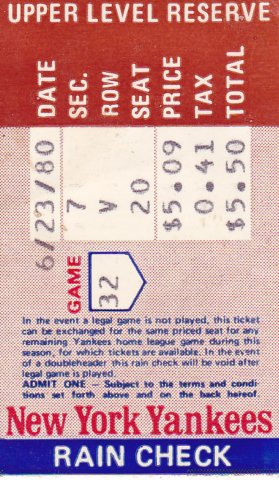 UPPER LEVEL RESERVE
DATE 6/23/80
SEC. 7
ROW V
SEAT 20
PRICE $5.09
TAX 0.41
TOTAL $5.50
GAME 32
In the event a legal game is not played, this ticket
can be exchanged for the same priced seat for any
remaining Yankees home league game during this
season, for which tickets are available. In the event
of a doubleheader this rain check will be void after
legal game is played.
ADMIT ONE — Subject to the terms and condi
tions set forth above and on the back hereof.
New York Yankees
RAIN CHECK